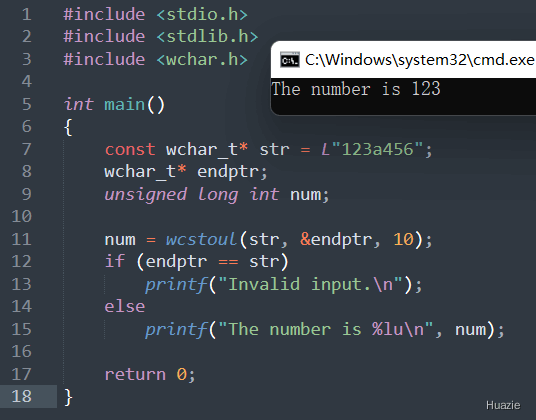 1 #include <stdio.h>
2 #include <stdlib.h>
3 #include <wchar.h>
C:\Windows\system32\cmd.exe
The number is 123
4
5 int main()
6 {
7     const wchar_t* str = L"123a456";
8     wchar_t* endptr;
9     unsigned long int num;
10
11     num = wcstoul(str, &endptr, 10);
12     if (endptr == str)
13         printf("Invalid input.\n");
14     else
15         printf("The number is %lu\n", num);
16
17     return 0;
18 }
Huazie